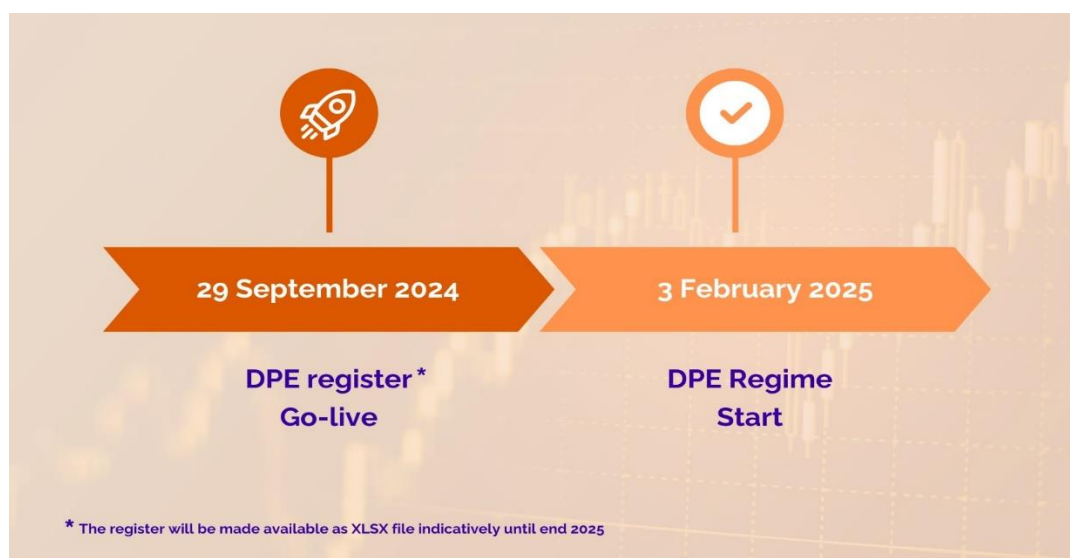 29 September 2024
3 February 2025
DPE register*
Go-live
DPE Regime
Start
* The register will be made available as XLSX file indicatively until end 2025